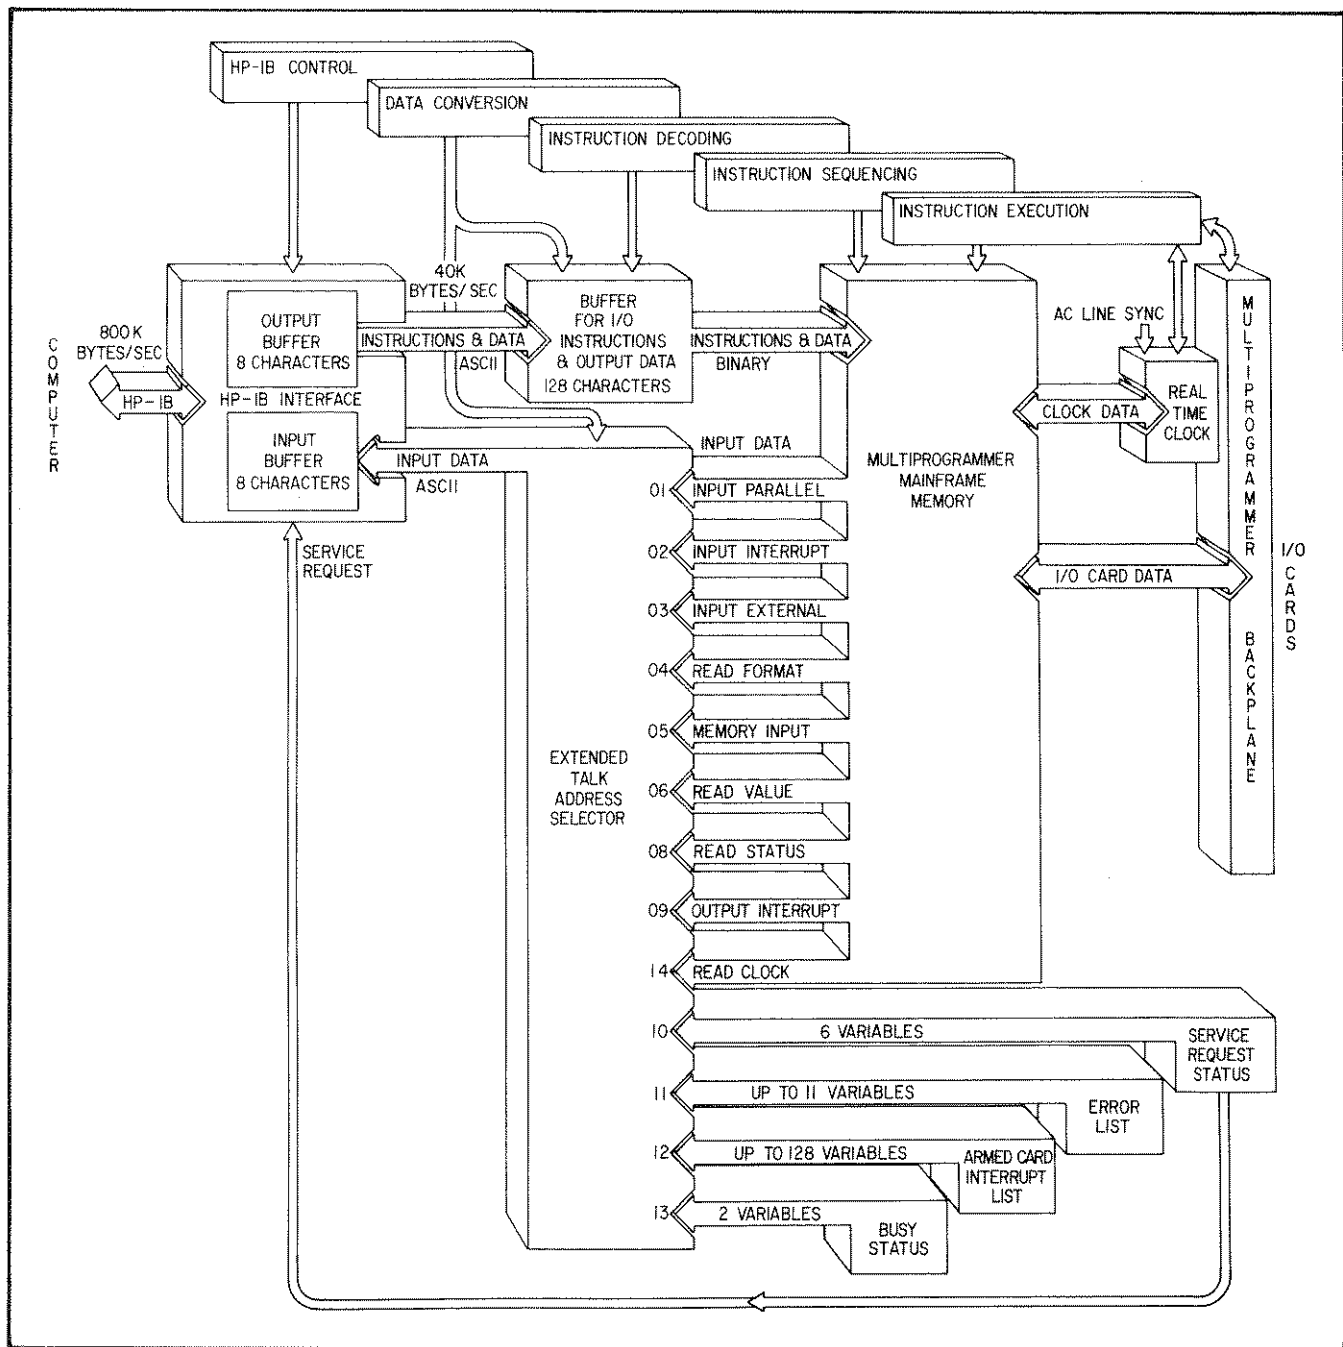 HP-IB CONTROL
DATA CONVERSION
INSTRUCTION DECODING
INSTRUCTION SEQUENCING
INSTRUCTION EXECUTION
COMPUTER
800K
BYTES/SEC
HP-IB
OUTPUT
BUFFER
8 CHARACTERS
HP-IB INTERFACE
INPUT
BUFFER
8 CHARACTERS
40K
BYTES/SEC
INSTRUCTIONS & DATA
ASCII
BUFFER
FOR I/O
INSTRUCTIONS
& OUTPUT DATA
128 CHARACTERS
INSTRUCTIONS & DATA
BINARY
AC LINE SYNC
REAL
TIME
CLOCK
CLOCK DATA
MULTIPROGRAMMER BACKPLANE
I/O CARDS
INPUT DATA
ASCII
INPUT DATA
MULTIPROGRAMMER
MAINFRAME
MEMORY
I/O CARD DATA
SERVICE
REQUEST
EXTENDED
TALK
ADDRESS
SELECTOR
01 INPUT PARALLEL
02 INPUT INTERRUPT
03 INPUT EXTERNAL
04 READ FORMAT
05 MEMORY INPUT
06 READ VALUE
08 READ STATUS
09 OUTPUT INTERRUPT
14 READ CLOCK
10 6 VARIABLES
SERVICE
REQUEST
STATUS
11 UP TO 11 VARIABLES
ERROR
LIST
12 UP TO 128 VARIABLES
ARMED CARD
INTERRUPT
LIST
13 2 VARIABLES
BUSY
STATUS